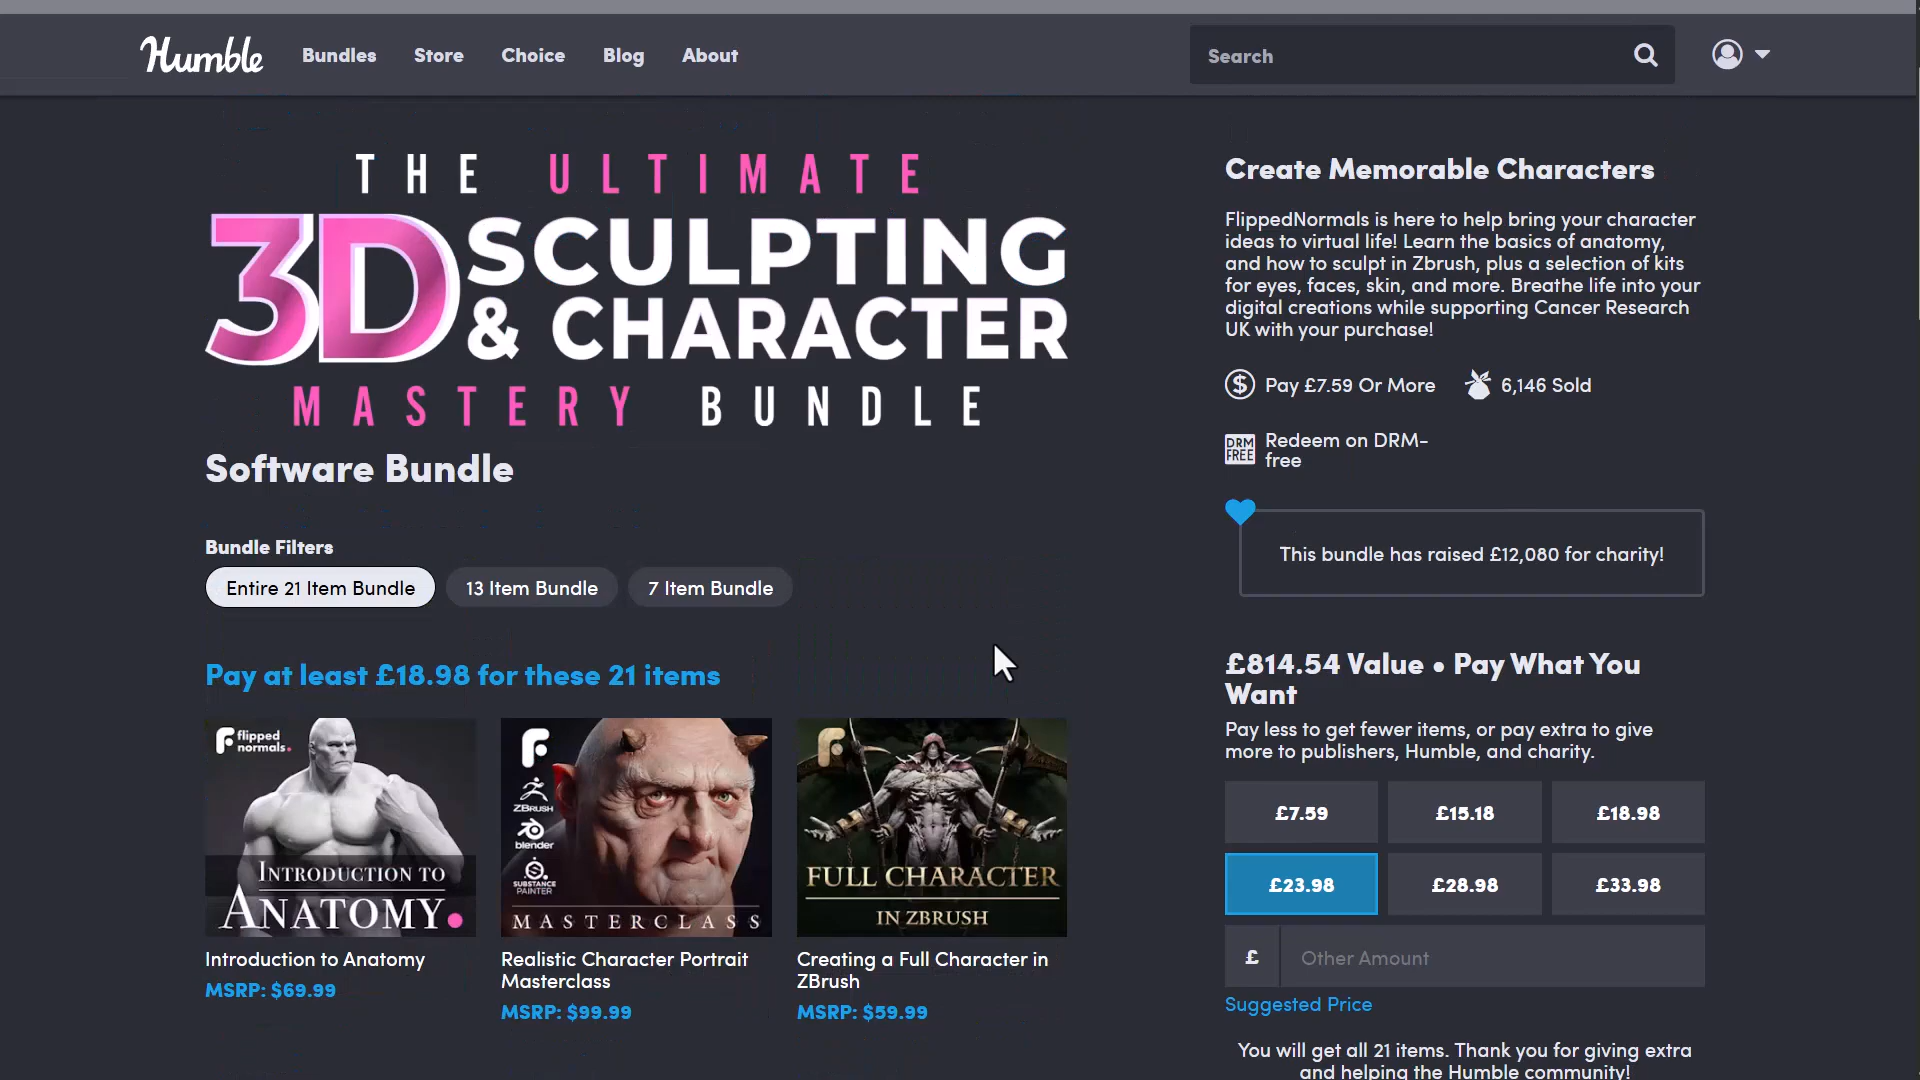 Humble
Bundles
Store
Choice
Blog
About
Search
THE ULTIMATE
3D SCULPTING
& CHARACTER
MASTERY BUNDLE
Software Bundle
Bundle Filters
Entire 21 Item Bundle
13 Item Bundle
7 Item Bundle
Pay at least £18.98 for these 21 items
flipped
normals.
INTRODUCTION TO
ANATOMY
Introduction to Anatomy
MSRP: $69.99
F
ZBRUSH
blender
SUBSTANCE
PAINTER
MASTERCLASS
Realistic Character Portrait
Masterclass
MSRP: $99.99
F
FULL CHARACTER
IN ZBRUSH
Creating a Full Character in
ZBrush
MSRP: $59.99
Create Memorable Characters
FlippedNormals is here to help bring your character
ideas to virtual life! Learn the basics of anatomy,
and how to sculpt in Zbrush, plus a selection of kits
for eyes, faces, skin, and more. Breathe life into your
digital creations while supporting Cancer Research
UK with your purchase!
$ Pay £7.59 Or More
6,146 Sold
DRM
FREE
Redeem on DRM-
free
This bundle has raised £12,080 for charity!
£814.54 Value • Pay What You
Want
Pay less to get fewer items, or pay extra to give
more to publishers, Humble, and charity.
£7.59
£15.18
£18.98
£23.98
£28.98
£33.98
£ Other Amount
Suggested Price
You will get all 21 items. Thank you for giving extra
and helping the Humble community!